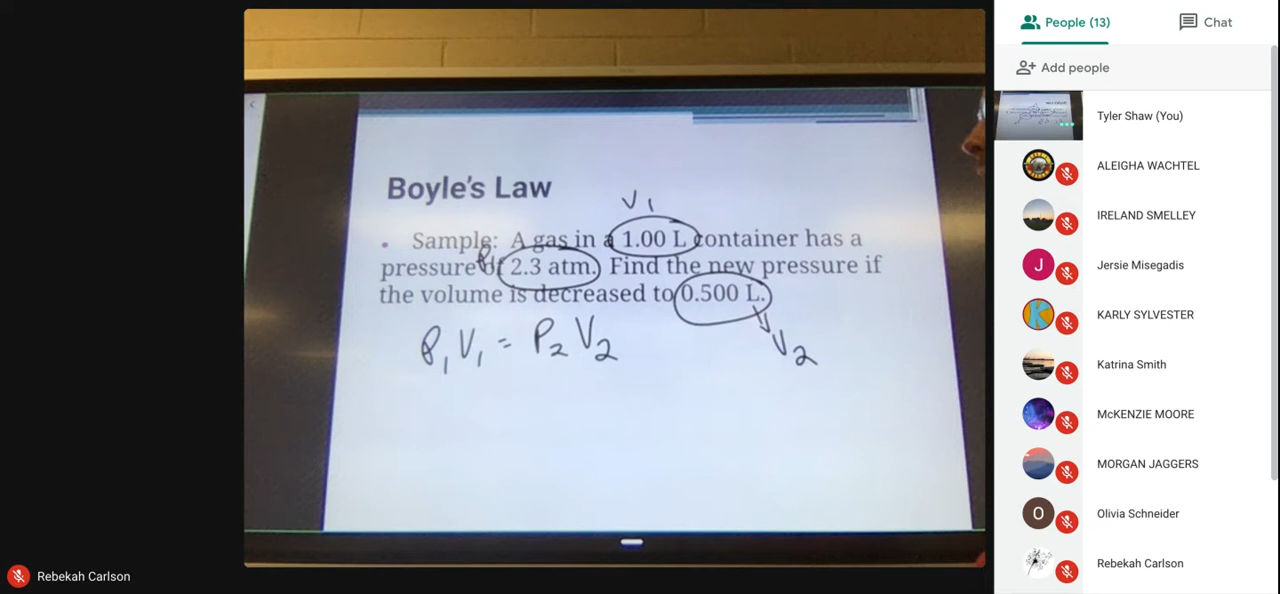 Boyle's Law
V1
• Sample: A gas in a 1.00 L container has a
P1
pressure of 2.3 atm. Find the new pressure if
the volume is decreased to 0.500 L.
P1V1 = P2V2
V2
Rebekah Carlson
People (13)
Chat
Add people
Tyler Shaw (You)
ALEIGHA WACHTEL
IRELAND SMELLEY
J
Jersie Misegadis
KARLY SYLVESTER
Katrina Smith
McKENZIE MOORE
MORGAN JAGGERS
O
Olivia Schneider
Rebekah Carlson